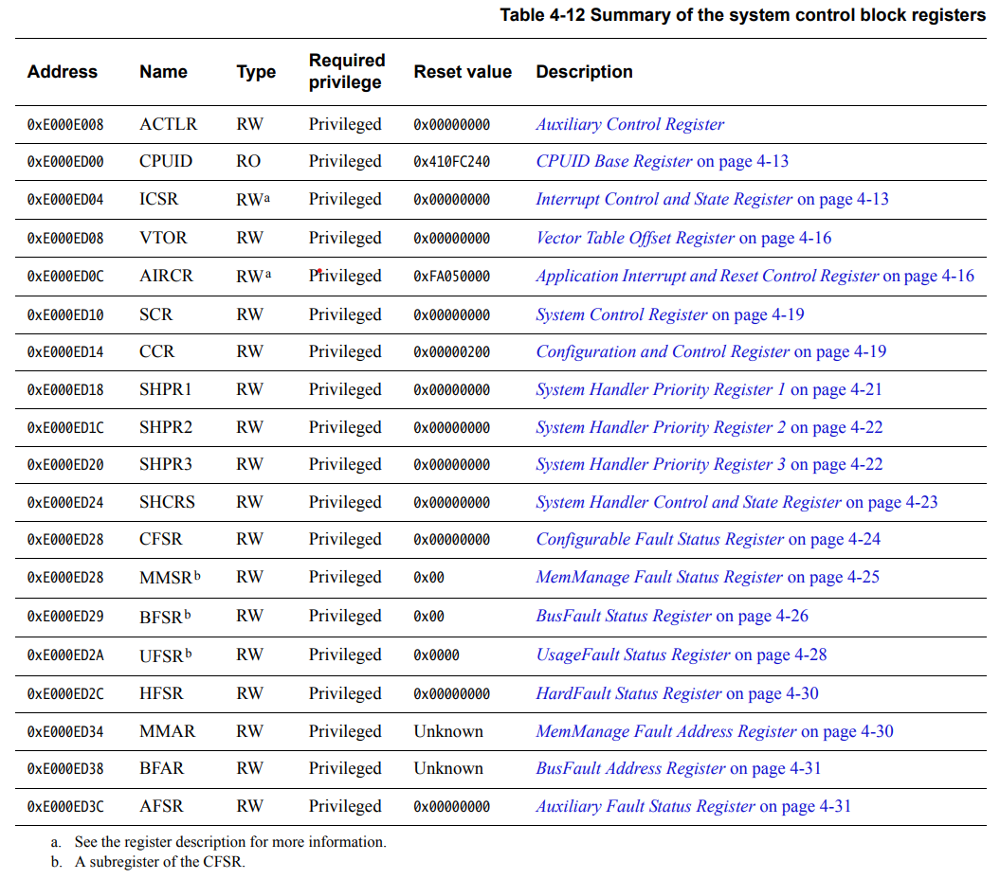 Table 4-12 Summary of the system control block registers
Address Name Type Required privilege Reset value Description
0xE000E008 ACTLR RW Privileged 0x00000000 Auxiliary Control Register
0xE000ED00 CPUID RO Privileged 0x410FC240 CPUID Base Register on page 4-13
0xE000ED04 ICSR RWa Privileged 0x00000000 Interrupt Control and State Register on page 4-13
0xE000ED08 VTOR RW Privileged 0x00000000 Vector Table Offset Register on page 4-16
0xE000ED0C AIRCR RWa Privileged 0xFA050000 Application Interrupt and Reset Control Register on page 4-16
0xE000ED10 SCR RW Privileged 0x00000000 System Control Register on page 4-19
0xE000ED14 CCR RW Privileged 0x00000200 Configuration and Control Register on page 4-19
0xE000ED18 SHPR1 RW Privileged 0x00000000 System Handler Priority Register 1 on page 4-21
0xE000ED1C SHPR2 RW Privileged 0x00000000 System Handler Priority Register 2 on page 4-22
0xE000ED20 SHPR3 RW Privileged 0x00000000 System Handler Priority Register 3 on page 4-22
0xE000ED24 SHCRS RW Privileged 0x00000000 System Handler Control and State Register on page 4-23
0xE000ED28 CFSR RW Privileged 0x00000000 Configurable Fault Status Register on page 4-24
0xE000ED28 MMSRb RW Privileged 0x00 MemManage Fault Status Register on page 4-25
0xE000ED29 BFSRb RW Privileged 0x00 BusFault Status Register on page 4-26
0xE000ED2A UFSRb RW Privileged 0x0000 UsageFault Status Register on page 4-28
0xE000ED2C HFSR RW Privileged 0x00000000 HardFault Status Register on page 4-30
0xE000ED34 MMAR RW Privileged Unknown MemManage Fault Address Register on page 4-30
0xE000ED38 BFAR RW Privileged Unknown BusFault Address Register on page 4-31
0xE000ED3C AFSR RW Privileged 0x00000000 Auxiliary Fault Status Register on page 4-31
a. See the register description for more information.
b. A subregister of the CFSR.